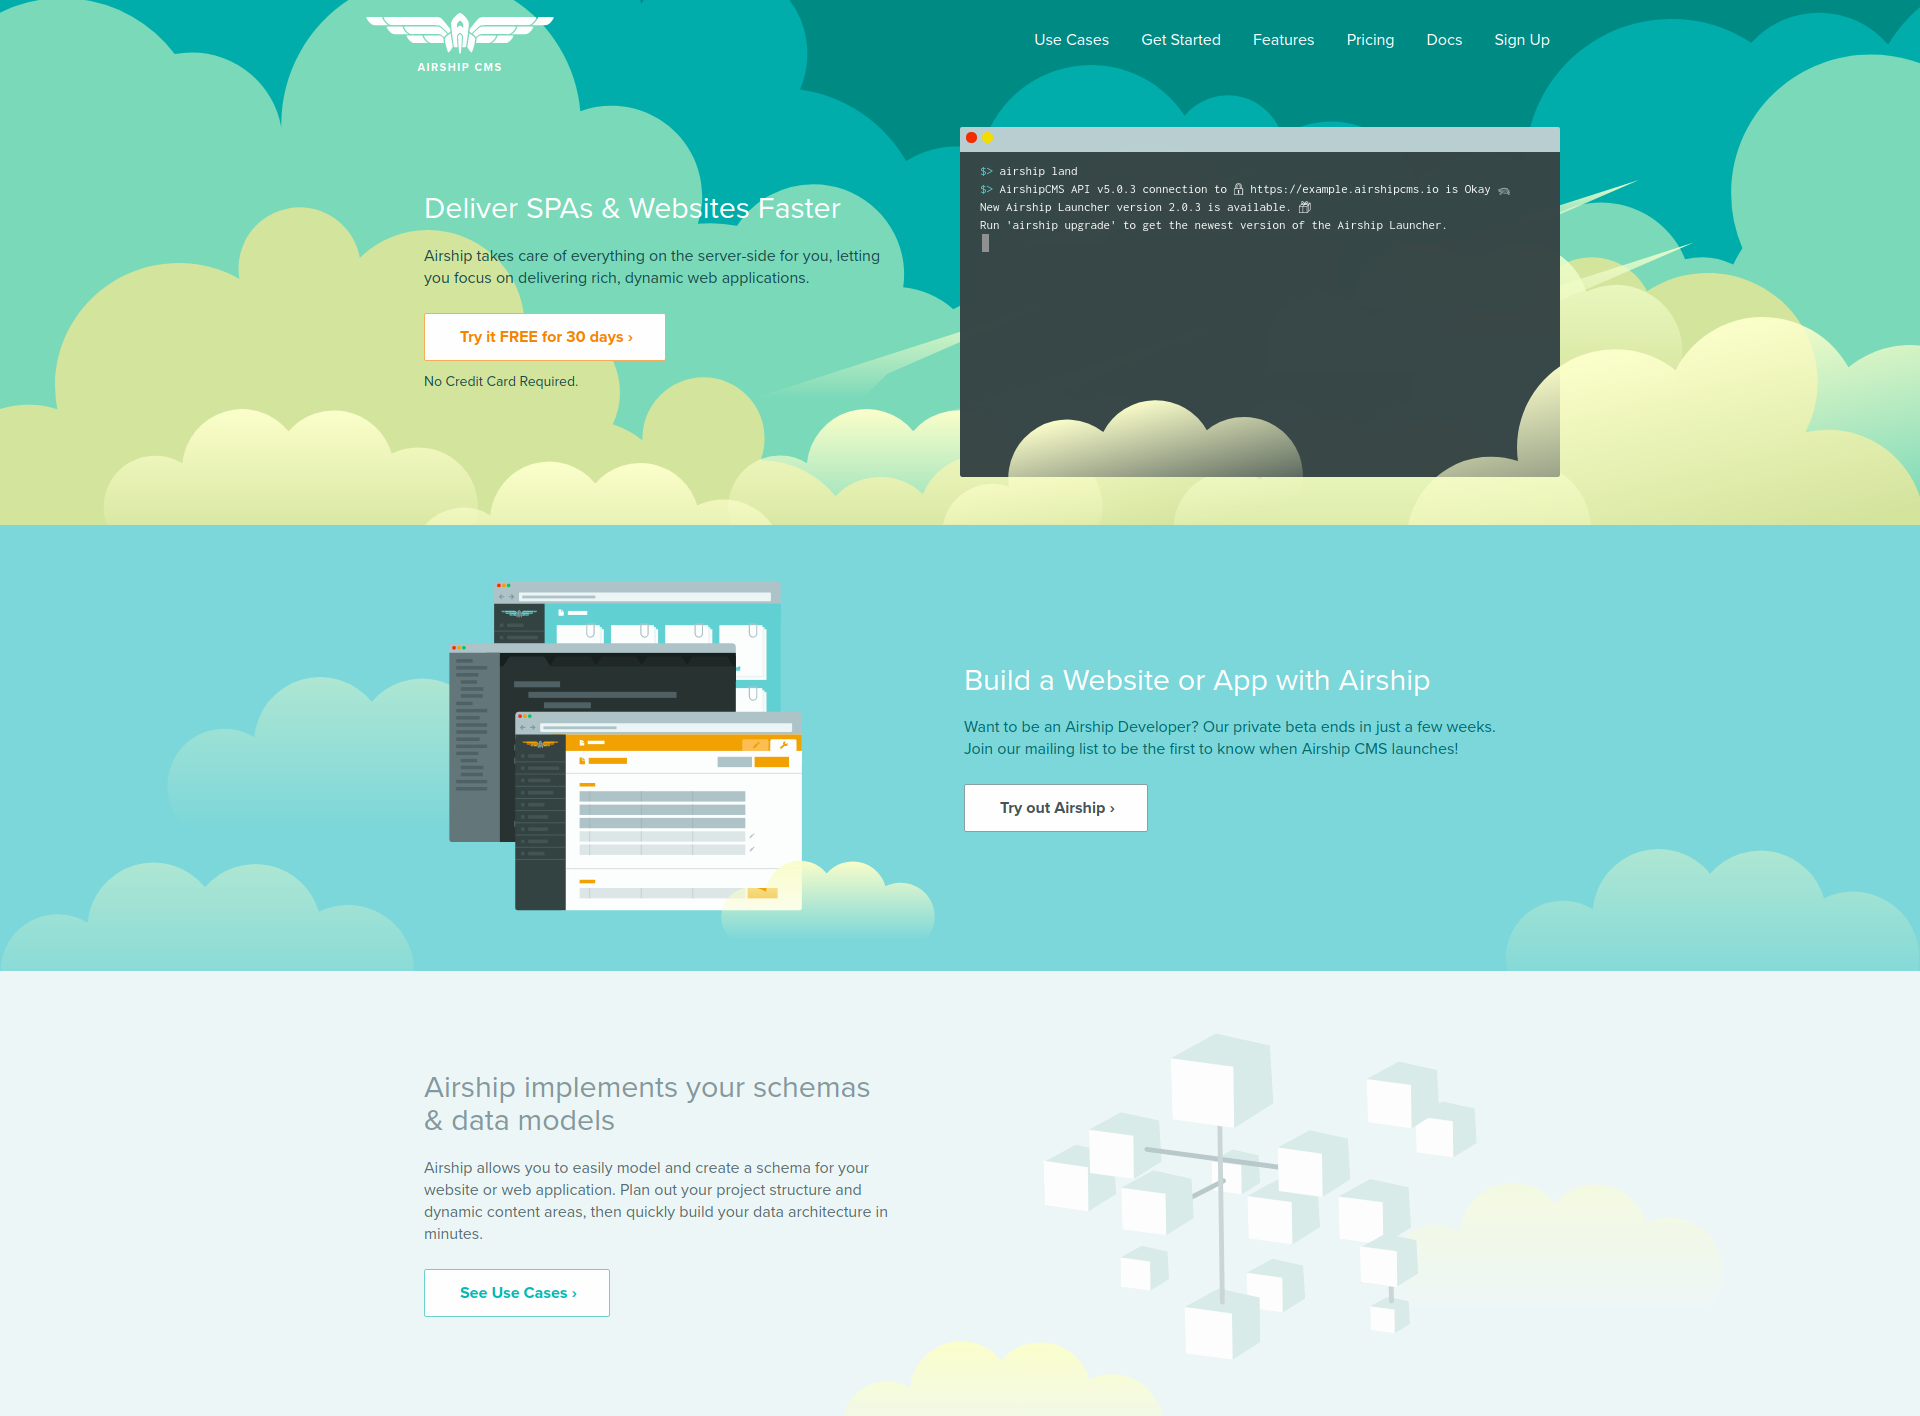 AIRSHIP CMS
Use Cases
Get Started
Features
Pricing
Docs
Sign Up
Deliver SPAs & Websites Faster
Airship takes care of everything on the server-side for you, letting
you focus on delivering rich, dynamic web applications.
Try it FREE for 30 days ›
No Credit Card Required.
$> airship land
$> AirshipCMS API v5.0.3 connection to 🔒 https://example.airshipcms.io is Okay 🐢
New Airship Launcher version 2.0.3 is available. 🎁
Run 'airship upgrade' to get the newest version of the Airship Launcher.
Build a Website or App with Airship
Want to be an Airship Developer? Our private beta ends in just a few weeks.
Join our mailing list to be the first to know when Airship CMS launches!
Try out Airship ›
Airship implements your schemas
& data models
Airship allows you to easily model and create a schema for your
website or web application. Plan out your project structure and
dynamic content areas, then quickly build your data architecture in
minutes.
See Use Cases ›